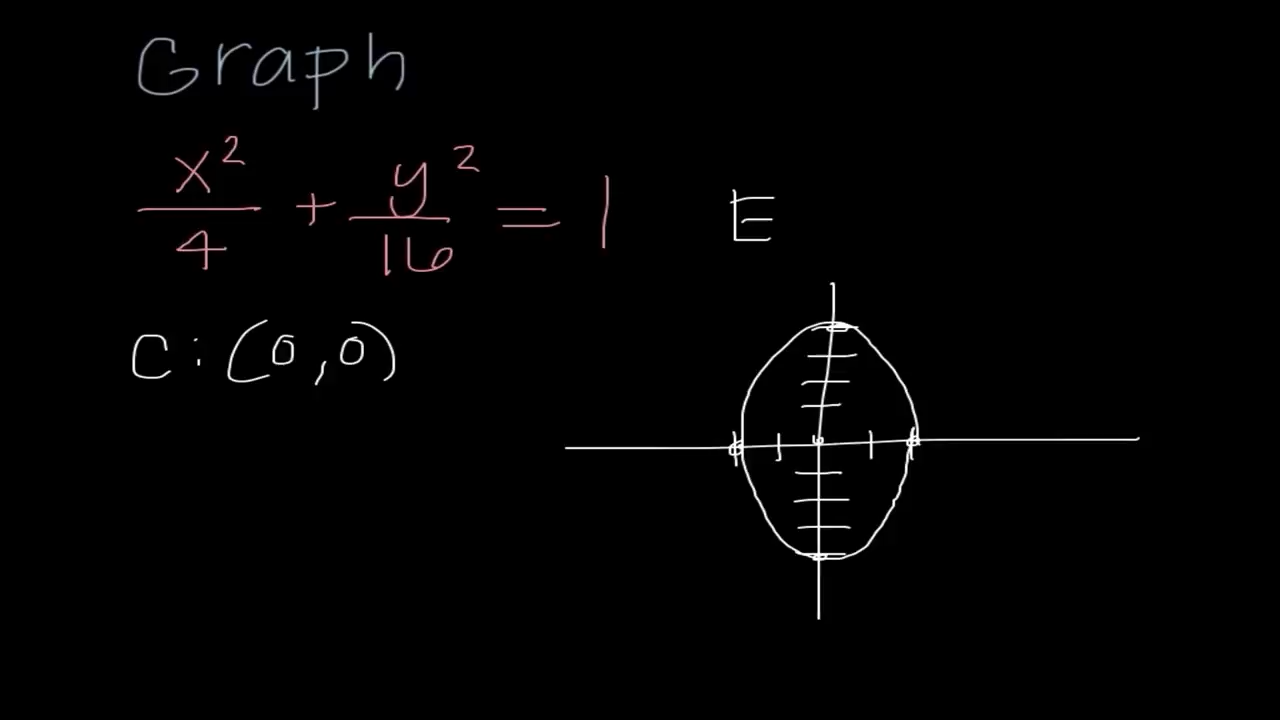 Graph
x²/4 + y²/16 = 1
E
C: (0,0)